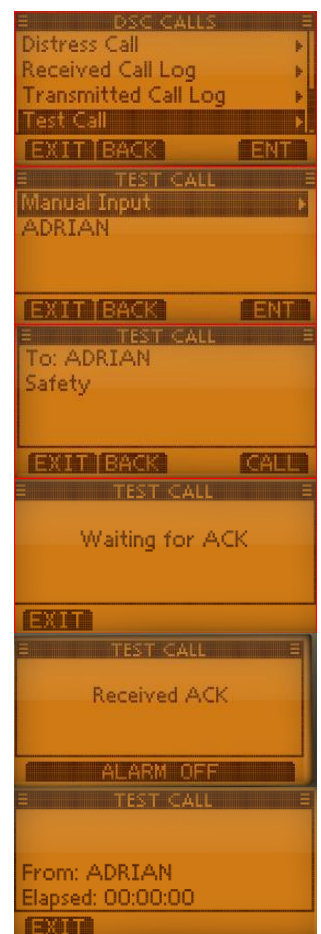 DSC CALLS
Distress Call
Received Call Log
Transmitted Call Log
Test Call
EXIT BACK ENT
TEST CALL
Manual Input
ADRIAN
EXIT BACK ENT
TEST CALL
To: ADRIAN
Safety
EXIT BACK CALL
TEST CALL
Waiting for ACK
EXIT
TEST CALL
Received ACK
ALARM OFF
TEST CALL
From: ADRIAN
Elapsed: 00:00:00
EXIT